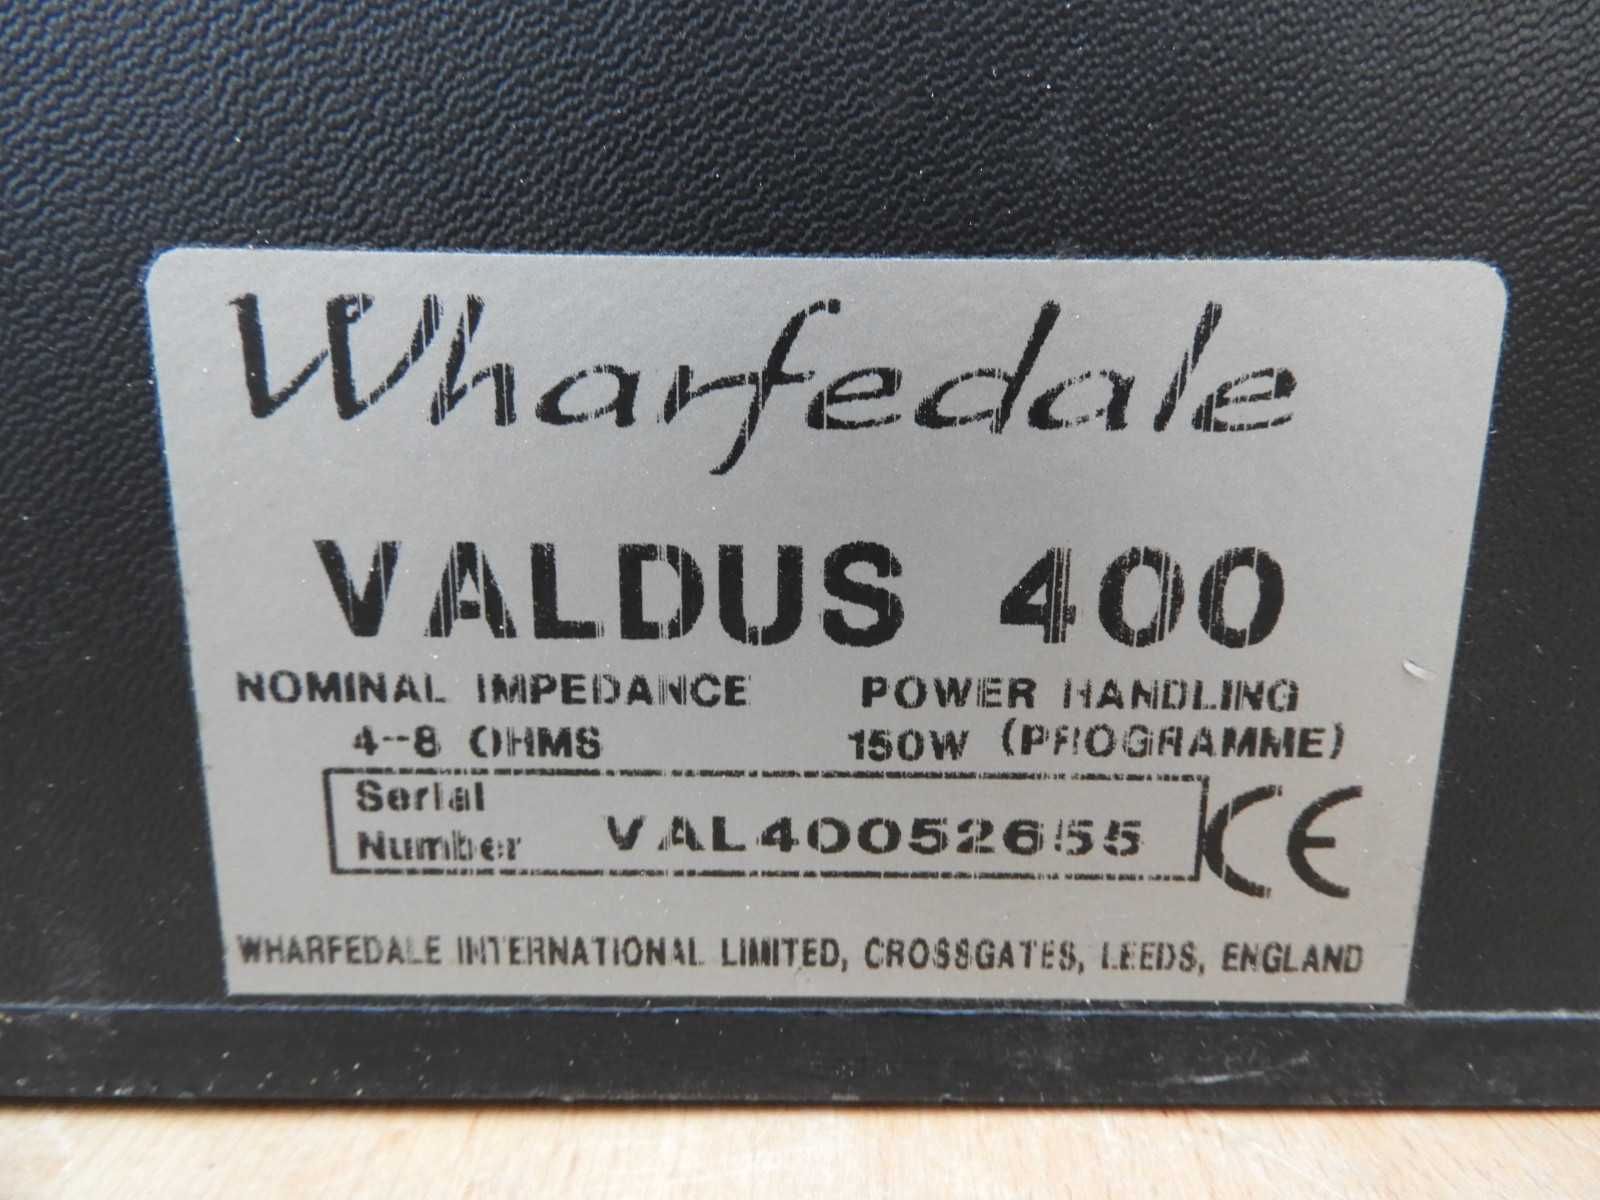 Wharfedale
VALDUS 400
NOMINAL IMPEDANCE POWER HANDLING
4-8 OHMS 150W (PROGRAMME)
Serial
Number VAL40052655
CE
WHARFEDALE INTERNATIONAL LIMITED, CROSSGATES, LEEDS, ENGLAND